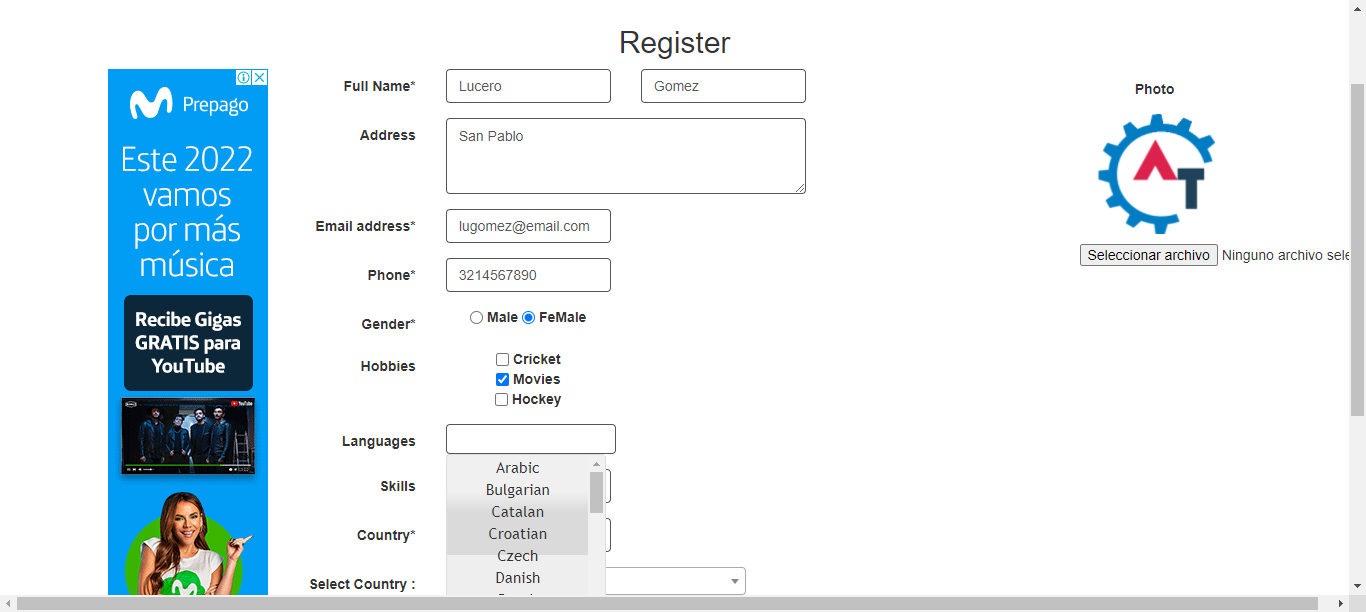 Register
Prepago
Este 2022
vamos
por más
música
Recibe Gigas
GRATIS para
YouTube
YouTube
Full Name*
Lucero
Gomez
Address
San Pablo
Email address*
lugomez@email.com
Phone*
3214567890
Gender*
Male
FeMale
Hobbies
Cricket
Movies
Hockey
Languages
Arabic
Bulgarian
Catalan
Croatian
Czech
Danish
Skills
Country*
Select Country :
Photo
AT
Seleccionar archivo
Ninguno archivo sele